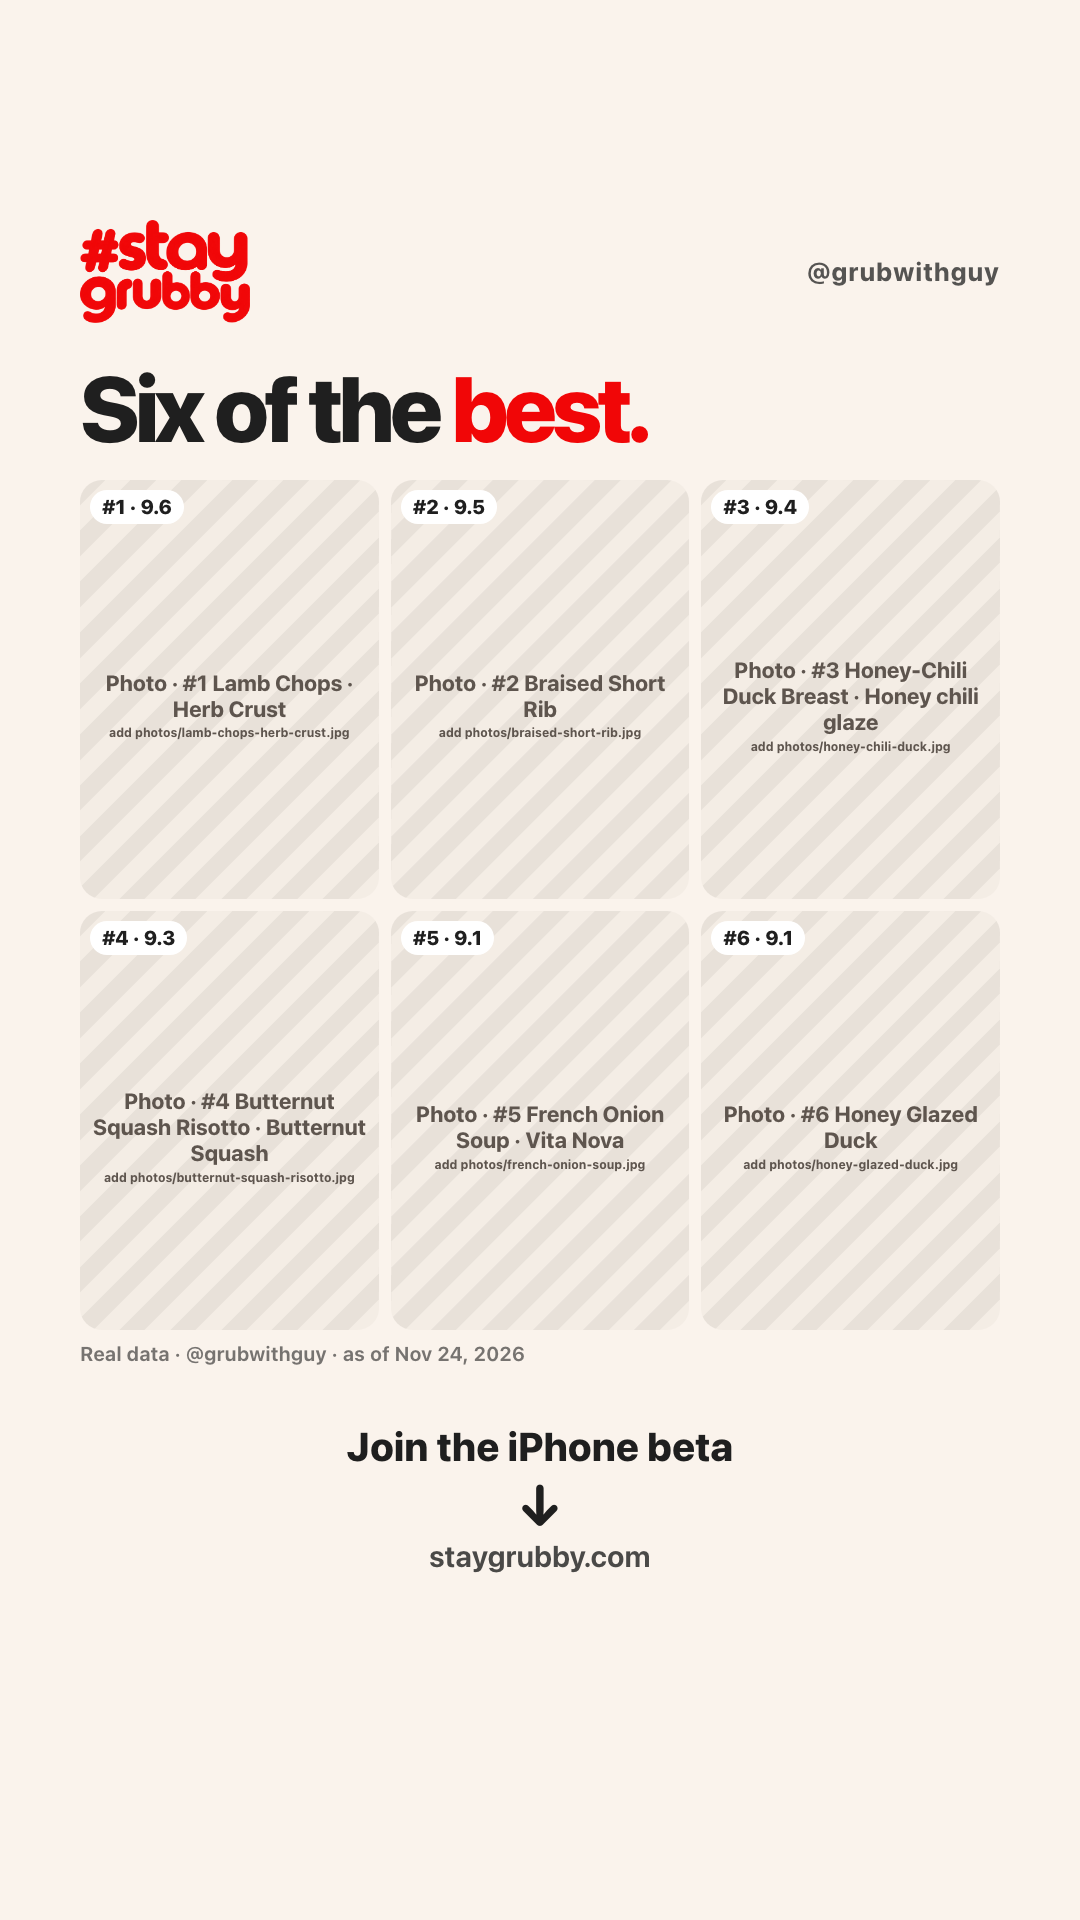 #stay
grubby
@grubwithguy
Six of the best.
#1 · 9.6
#2 · 9.5
#3 · 9.4
Photo · #1 Lamb Chops ·
Herb Crust
add photos/lamb-chops-herb-crust.jpg
Photo · #2 Braised Short
Rib
add photos/braised-short-rib.jpg
Photo · #3 Honey-Chili
Duck Breast · Honey chili
glaze
add photos/honey-chili-duck.jpg
#4 · 9.3
#5 · 9.1
#6 · 9.1
Photo · #4 Butternut
Squash Risotto · Butternut
Squash
add photos/butternut-squash-risotto.jpg
Photo · #5 French Onion
Soup · Vita Nova
add photos/french-onion-soup.jpg
Photo · #6 Honey Glazed
Duck
add photos/honey-glazed-duck.jpg
Real data · @grubwithguy · as of Nov 24, 2026
Join the iPhone beta
staygrubby.com